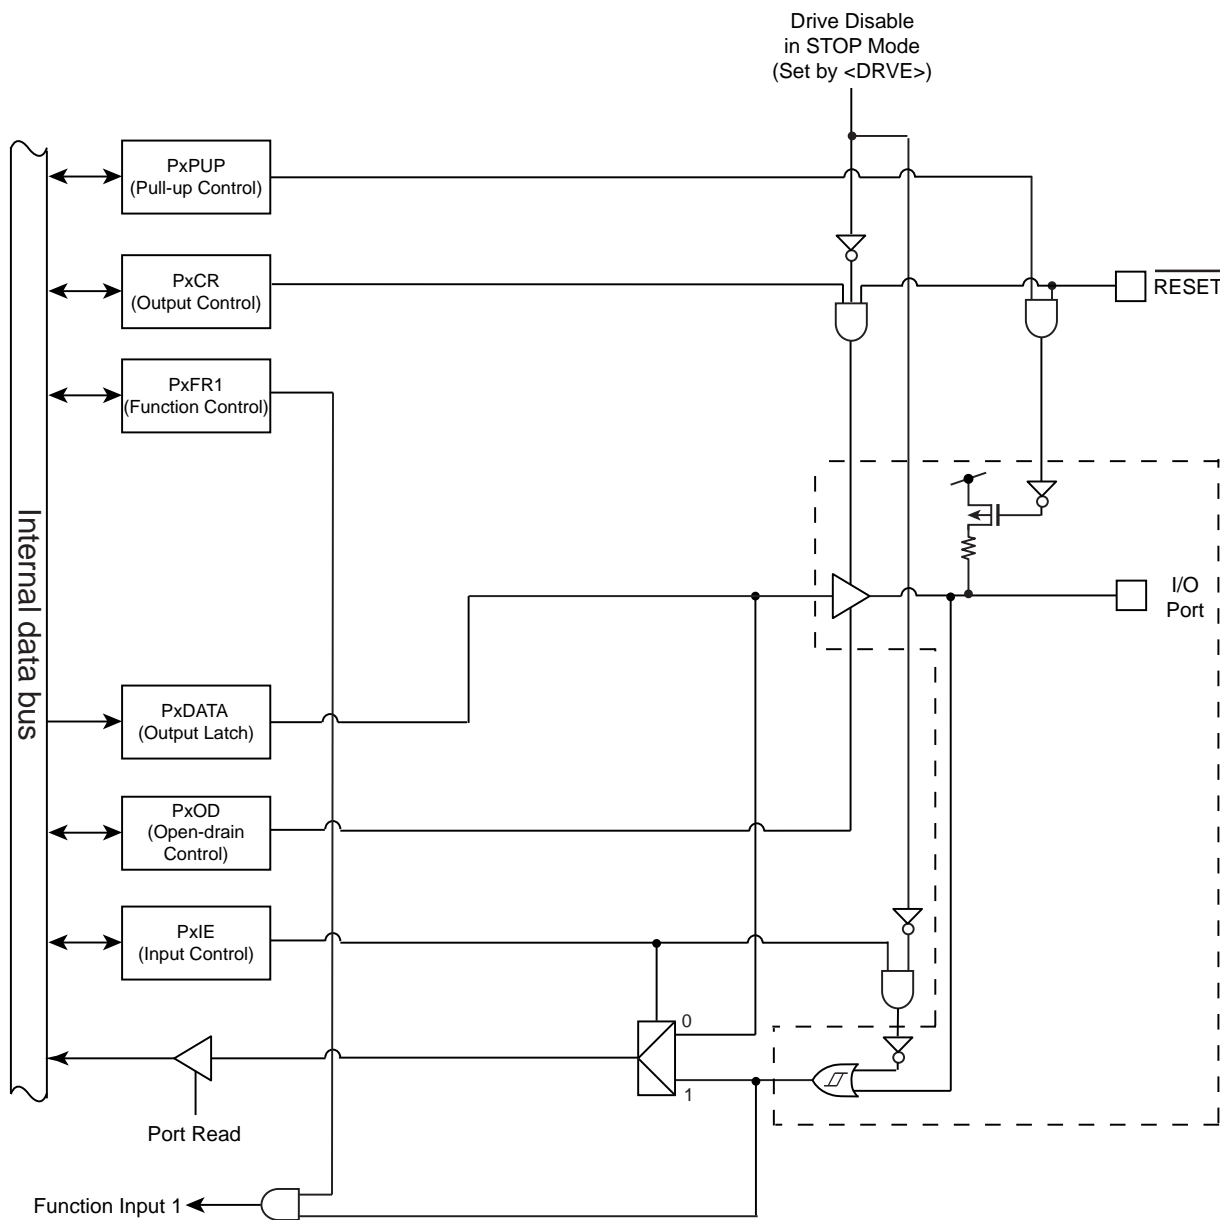 Drive Disable
in STOP Mode
(Set by <DRVE>)
PxPUP
(Pull-up Control)
PxCR
(Output Control)
RESET
PxFR1
(Function Control)
Internal data bus
I/O
Port
PxDATA
(Output Latch)
PxOD
(Open-drain
Control)
PxIE
(Input Control)
0
1
Port Read
Function Input 1